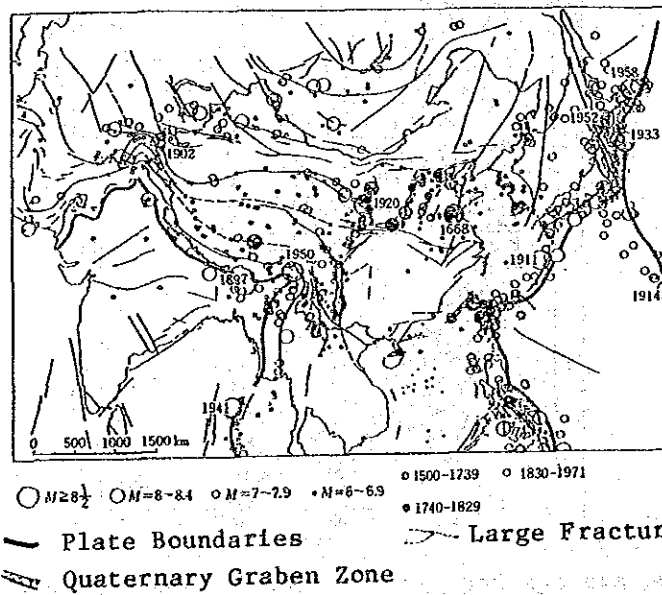 1958
1952
1933
1902
1920
1668
1950
1911
1897
1914
194
0 500 1000 1500 km
M≥8½ M=8~8.4 M=7~7.9 M=6~6.9
1500-1739 1830-1971
1740-1829
Plate Boundaries
Large Fractur
Quaternary Graben Zone